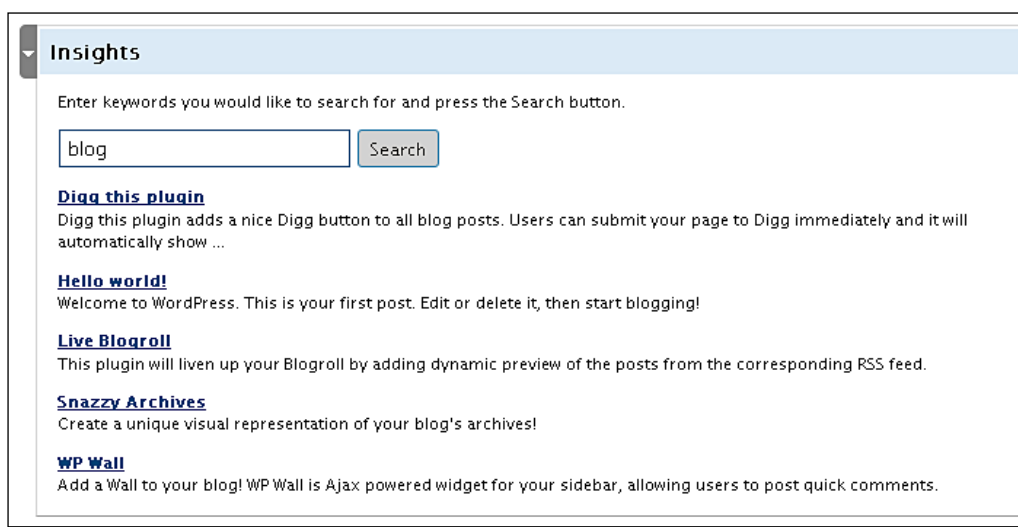 Insights
Enter keywords you would like to search for and press the Search button.
blog
Search
Digg this plugin
Digg this plugin adds a nice Digg button to all blog posts. Users can submit your page to Digg immediately and it will
automatically show ...
Hello world!
Welcome to WordPress. This is your first post. Edit or delete it, then start blogging!
Live Blogroll
This plugin will liven up your Blogroll by adding dynamic preview of the posts from the corresponding RSS feed.
Snazzy Archives
Create a unique visual representation of your blog's archives!
WP Wall
Add a Wall to your blog! WP Wall is Ajax powered widget for your sidebar, allowing users to post quick comments.